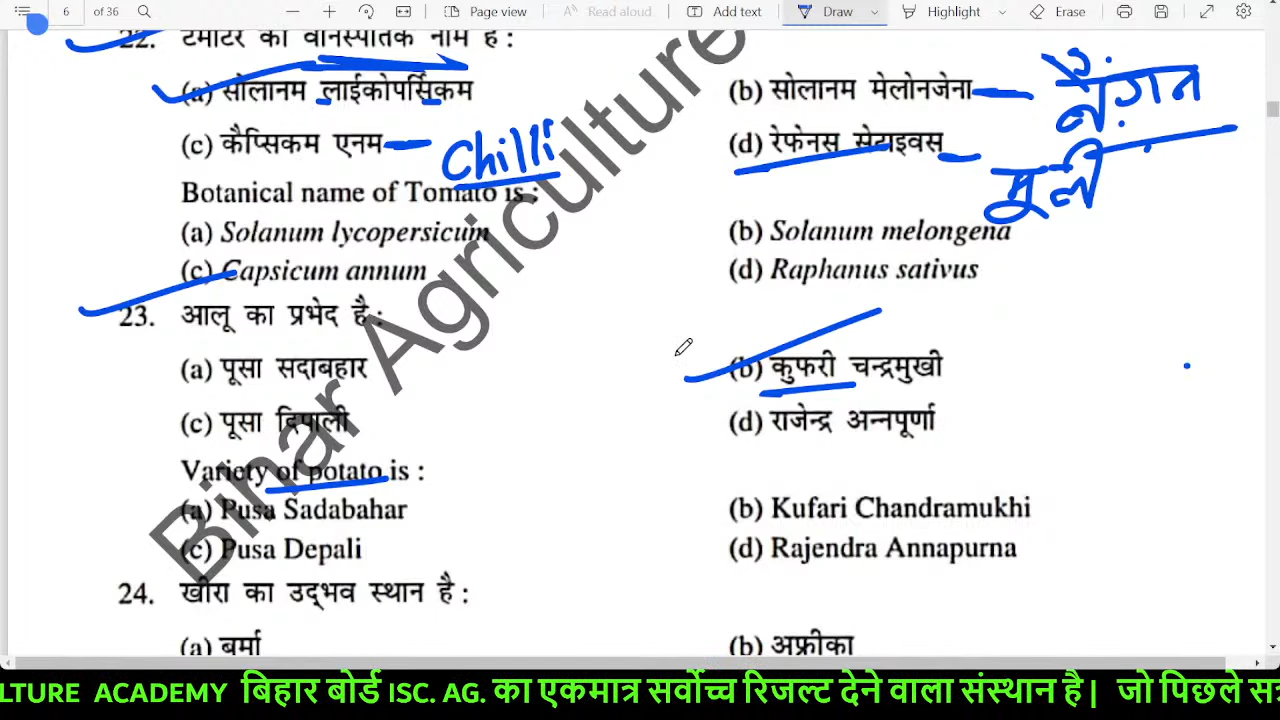 6 of 36 Page view Read aloud Add text Draw Highlight Erase
22. टमाटर का वानस्पतिक नाम है :
(a) सोलानम लाईकोपर्सिकम (b) सोलानम मेलोनजेना बैंगन
(c) कैप्सिकम एनम Chilli (d) रेफेनस सेटाइवस मूली
Botanical name of Tomato is :
(a) Solanum lycopersicum (b) Solanum melongena
(c) Capsicum annum (d) Raphanus sativus
23. आलू का प्रभेद है :
(a) पूसा सदाबहार (b) कुफरी चन्द्रमुखी
(c) पूसा दिपाली (d) राजेन्द्र अन्नपूर्णा
Variety of potato is :
(a) Pusa Sadabahar (b) Kufari Chandramukhi
(c) Pusa Depali (d) Rajendra Annapurna
24. खीरा का उद्‌भव स्थान है :
(a) बर्मा (b) अफ्रीका
Bihar Agriculture
LTURE ACADEMY बिहार बोर्ड ISC. AG. का एकमात्र सर्वोच्च रिजल्ट देने वाला संस्थान है| जो पिछले सत्र